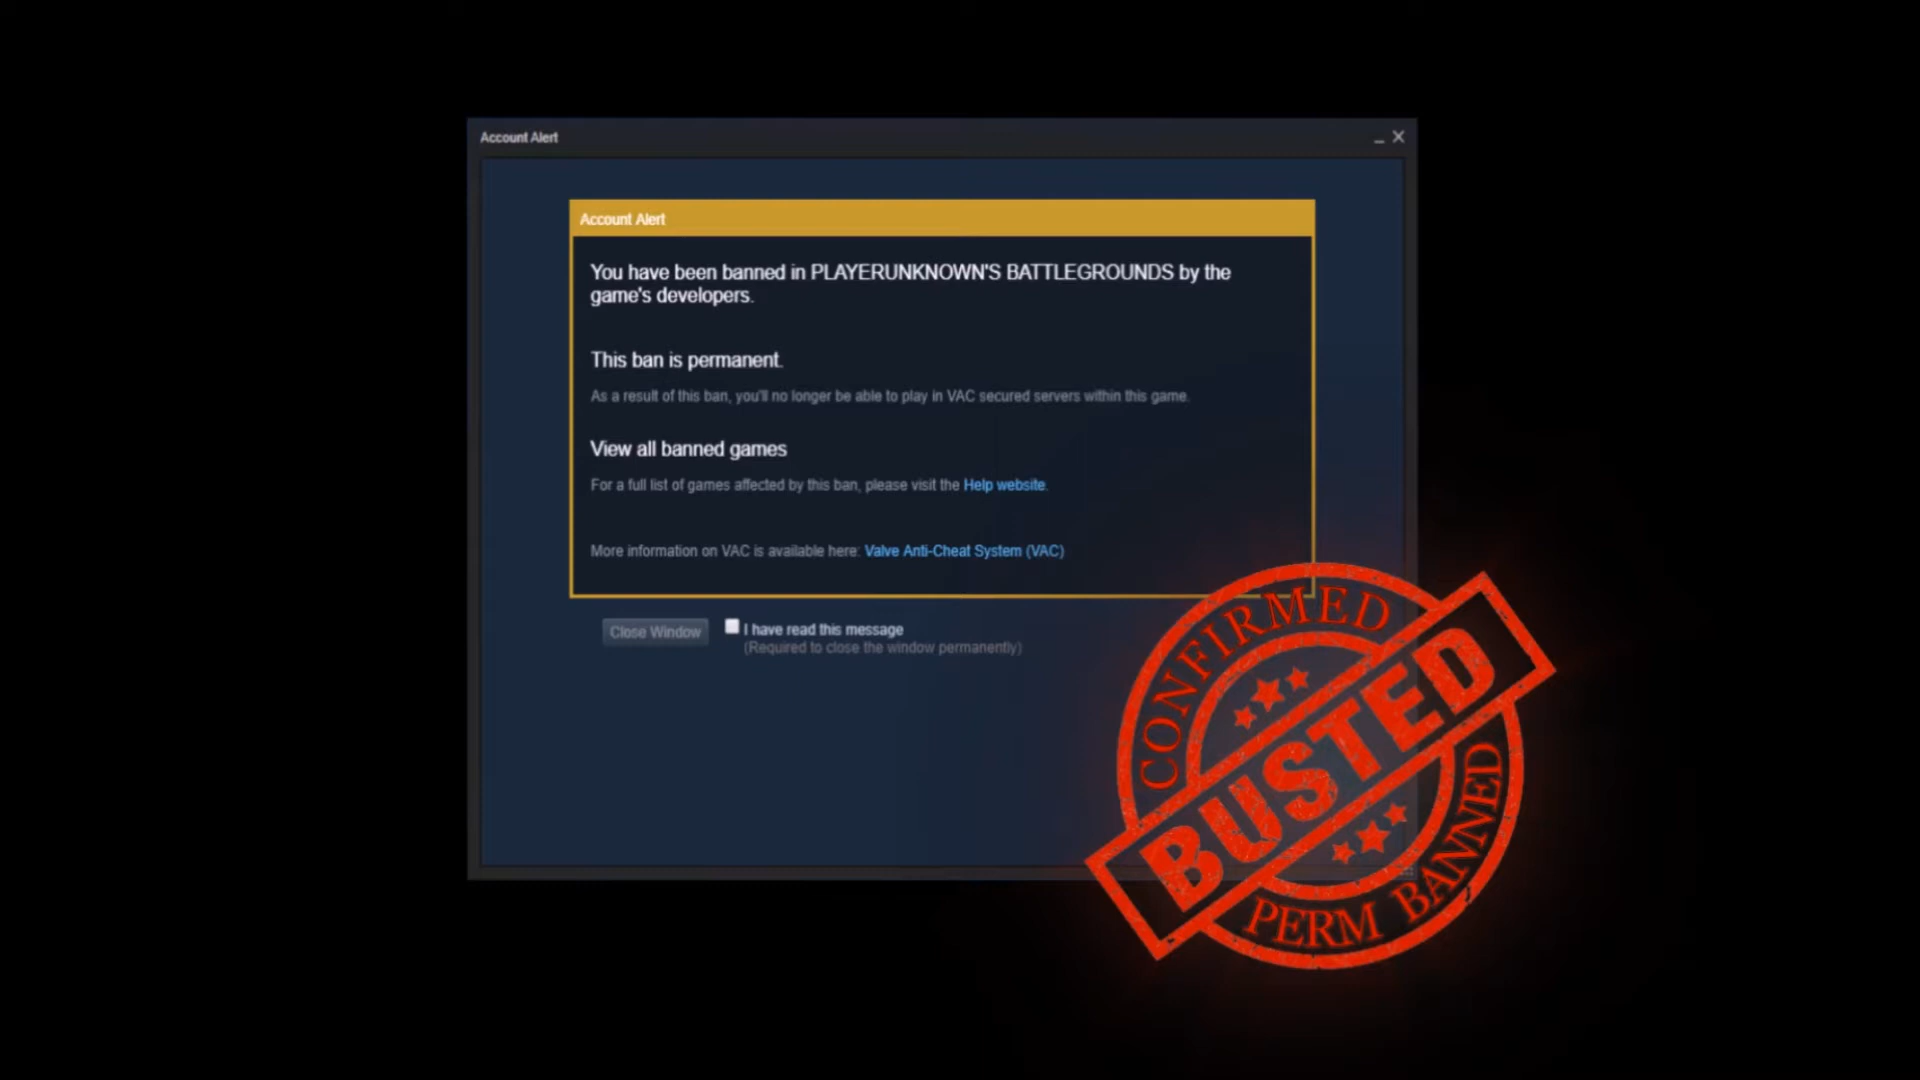 Account Alert
Account Alert
You have been banned in PLAYERUNKNOWN'S BATTLEGROUNDS by the
game's developers.
This ban is permanent.
As a result of this ban, you'll no longer be able to play in VAC secured servers within this game.
View all banned games
For a full list of games affected by this ban, please visit the Help website.
More information on VAC is available here: Valve Anti-Cheat System (VAC)
Close Window
I have read this message
(Required to close the window permanently)
CONFIRMED
BUSTED
PERM BANNED